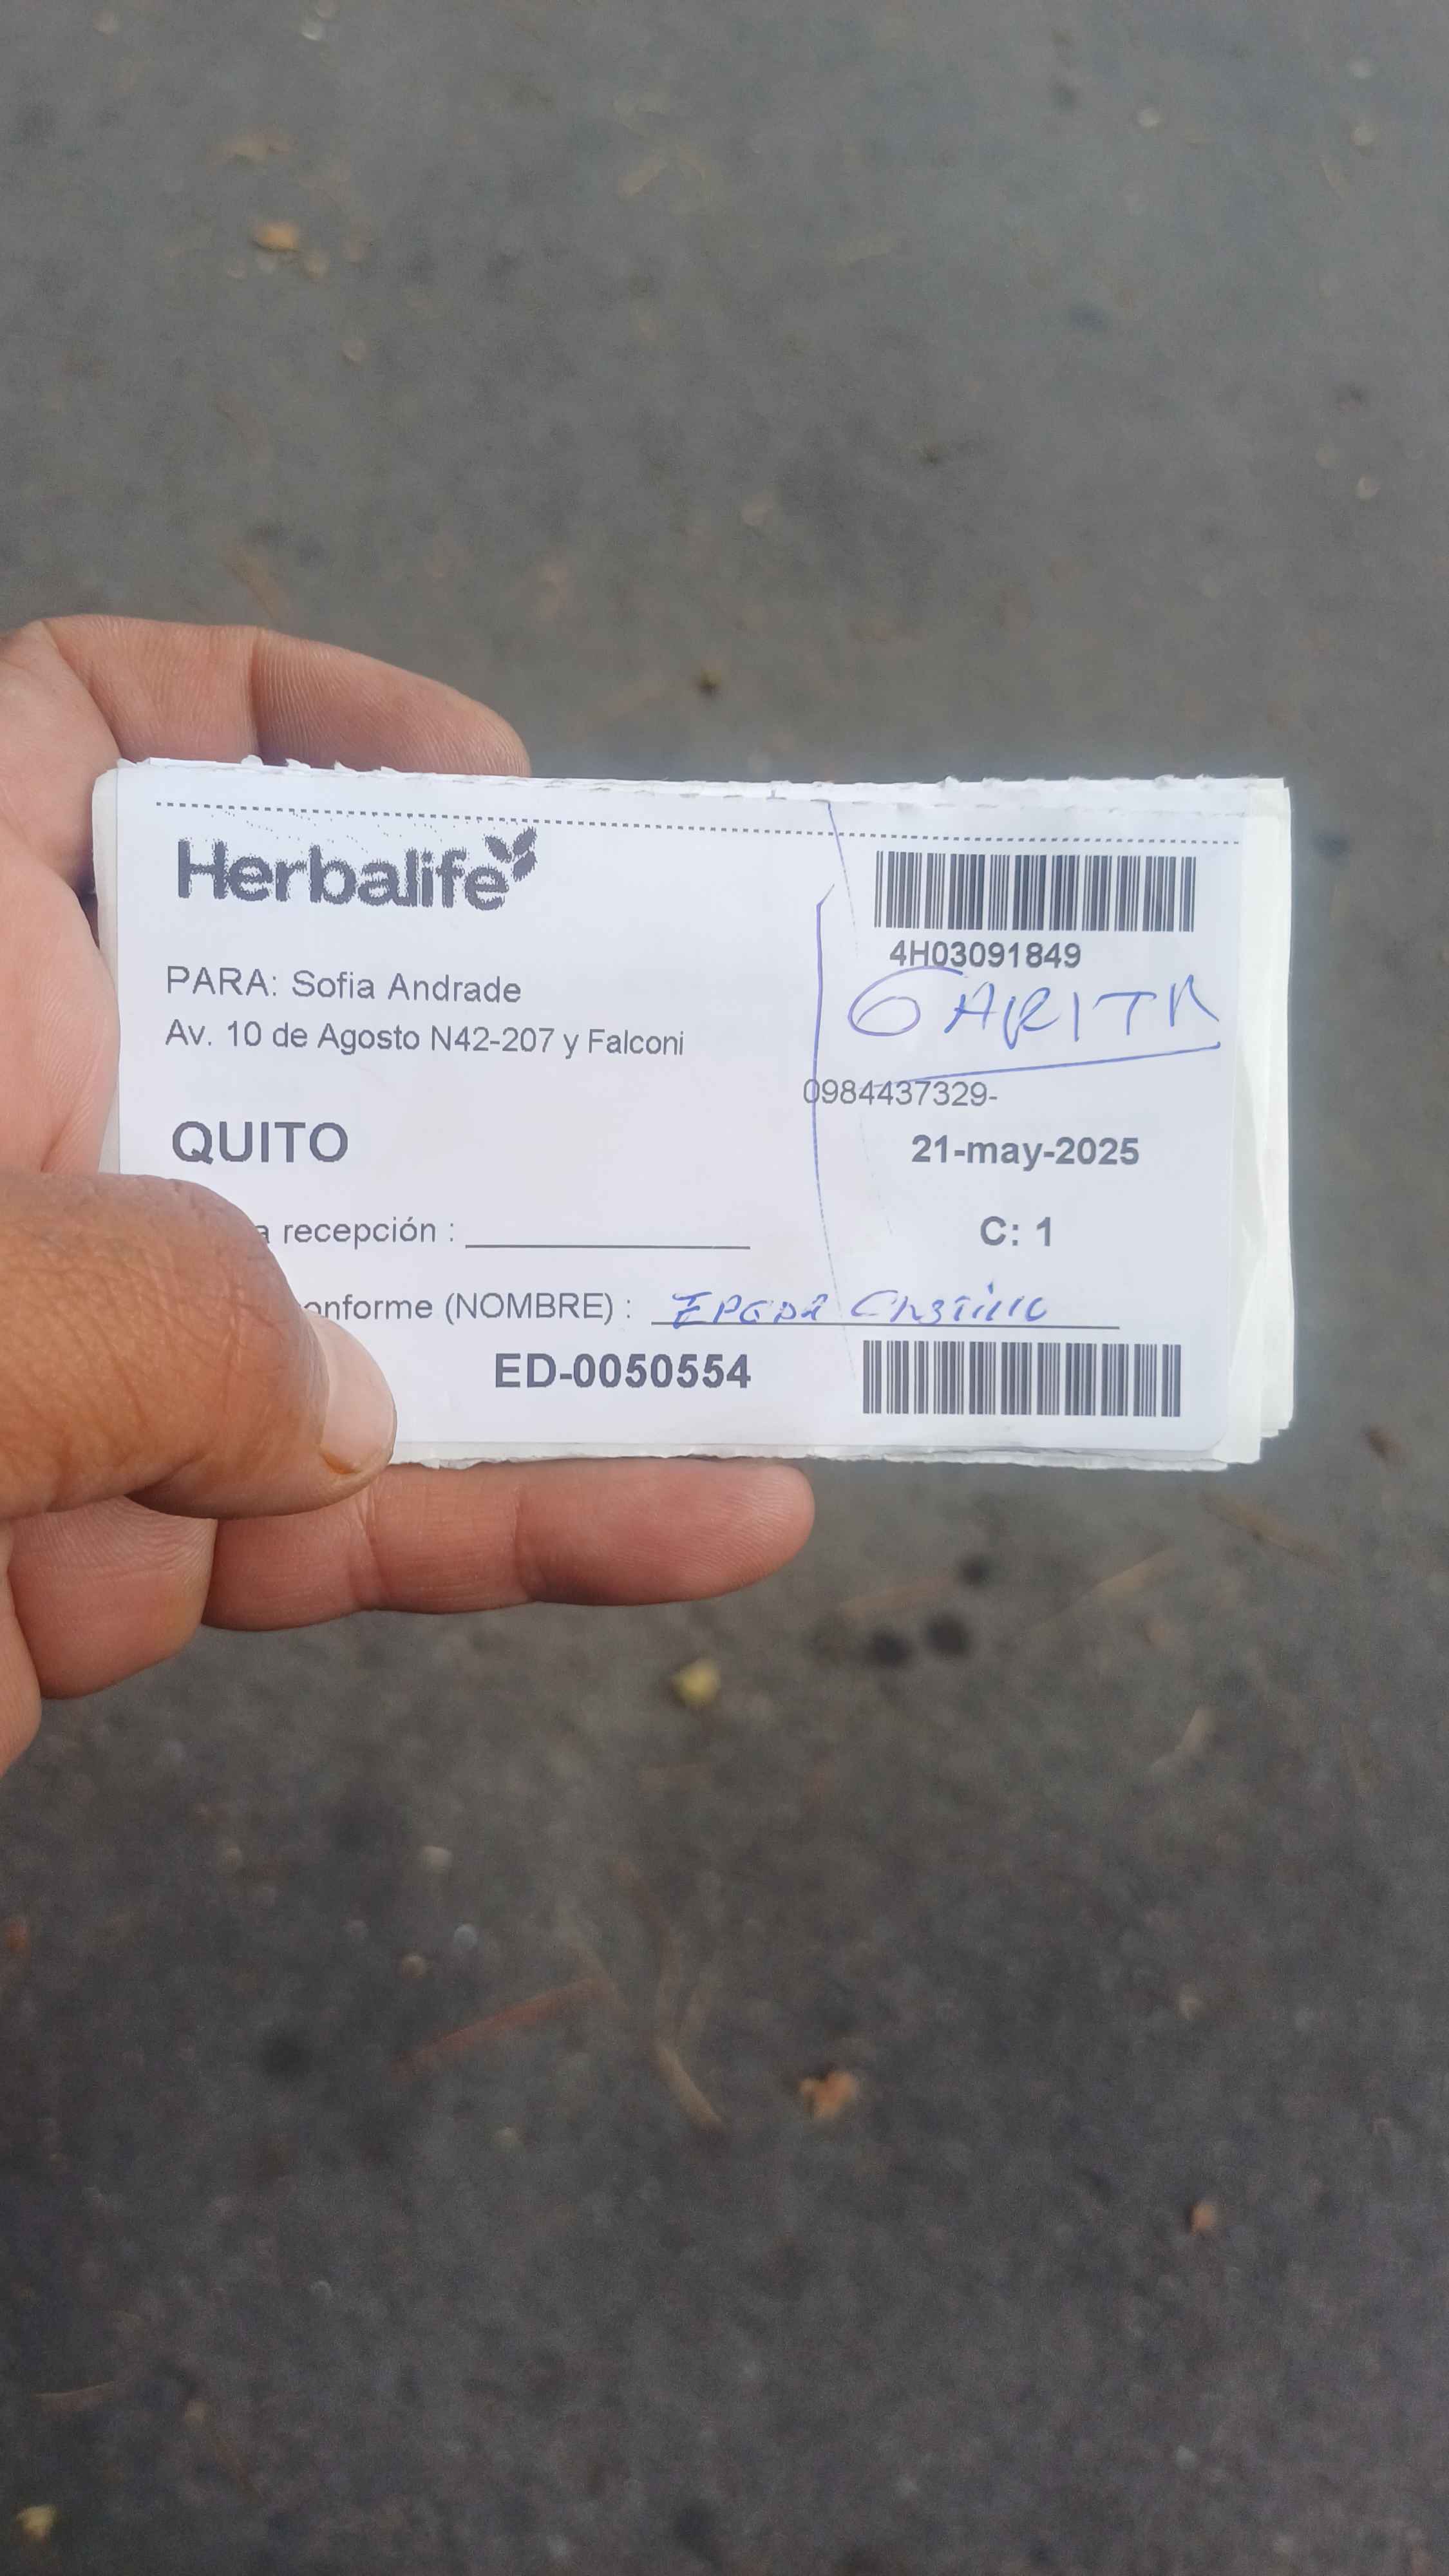 Herbalife
4H03091849
PARA: Sofia Andrade
GARITA
Av. 10 de Agosto N42-207 y Falconi
0984437329-
QUITO
21-may-2025
recepción :
C: 1
onforme (NOMBRE) : Castillo
ED-0050554